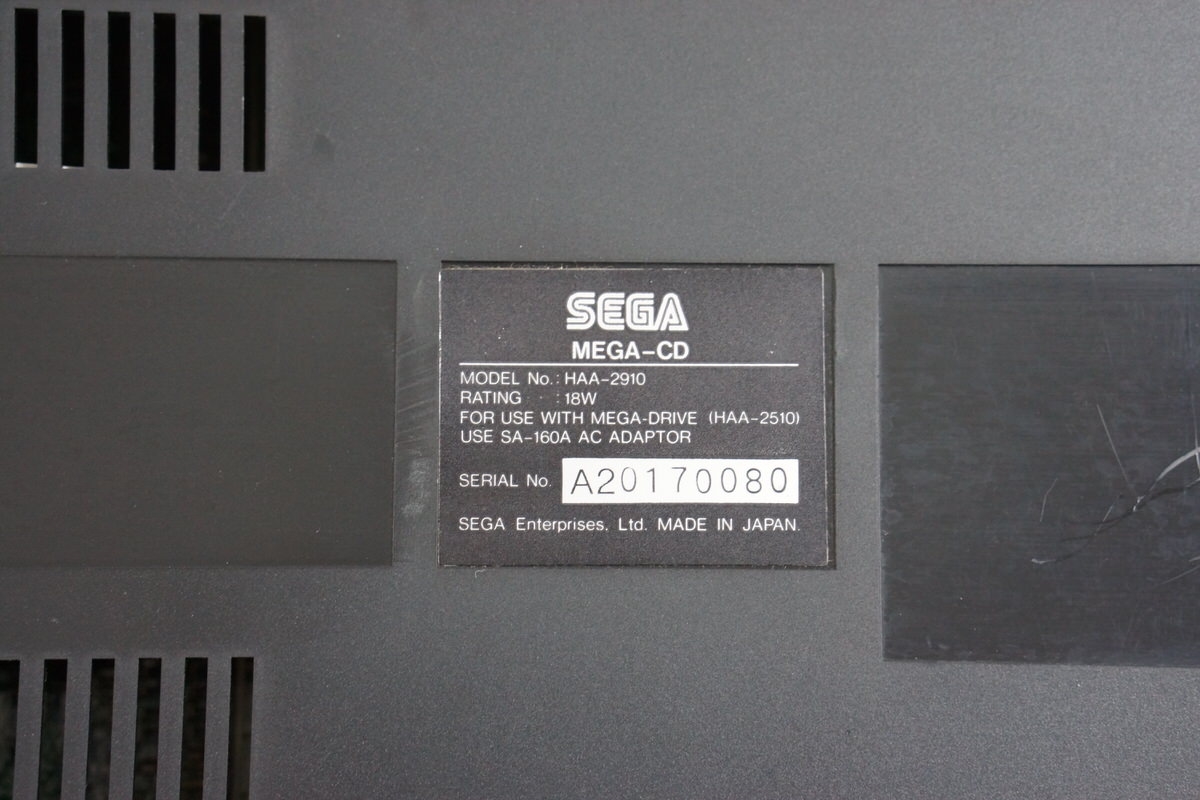 SEGA
MEGA-CD
MODEL No.: HAA-2910
RATING : 18W
FOR USE WITH MEGA-DRIVE (HAA-2510)
USE SA-160A AC ADAPTOR
SERIAL No. A20170080
SEGA Enterprises, Ltd. MADE IN JAPAN.